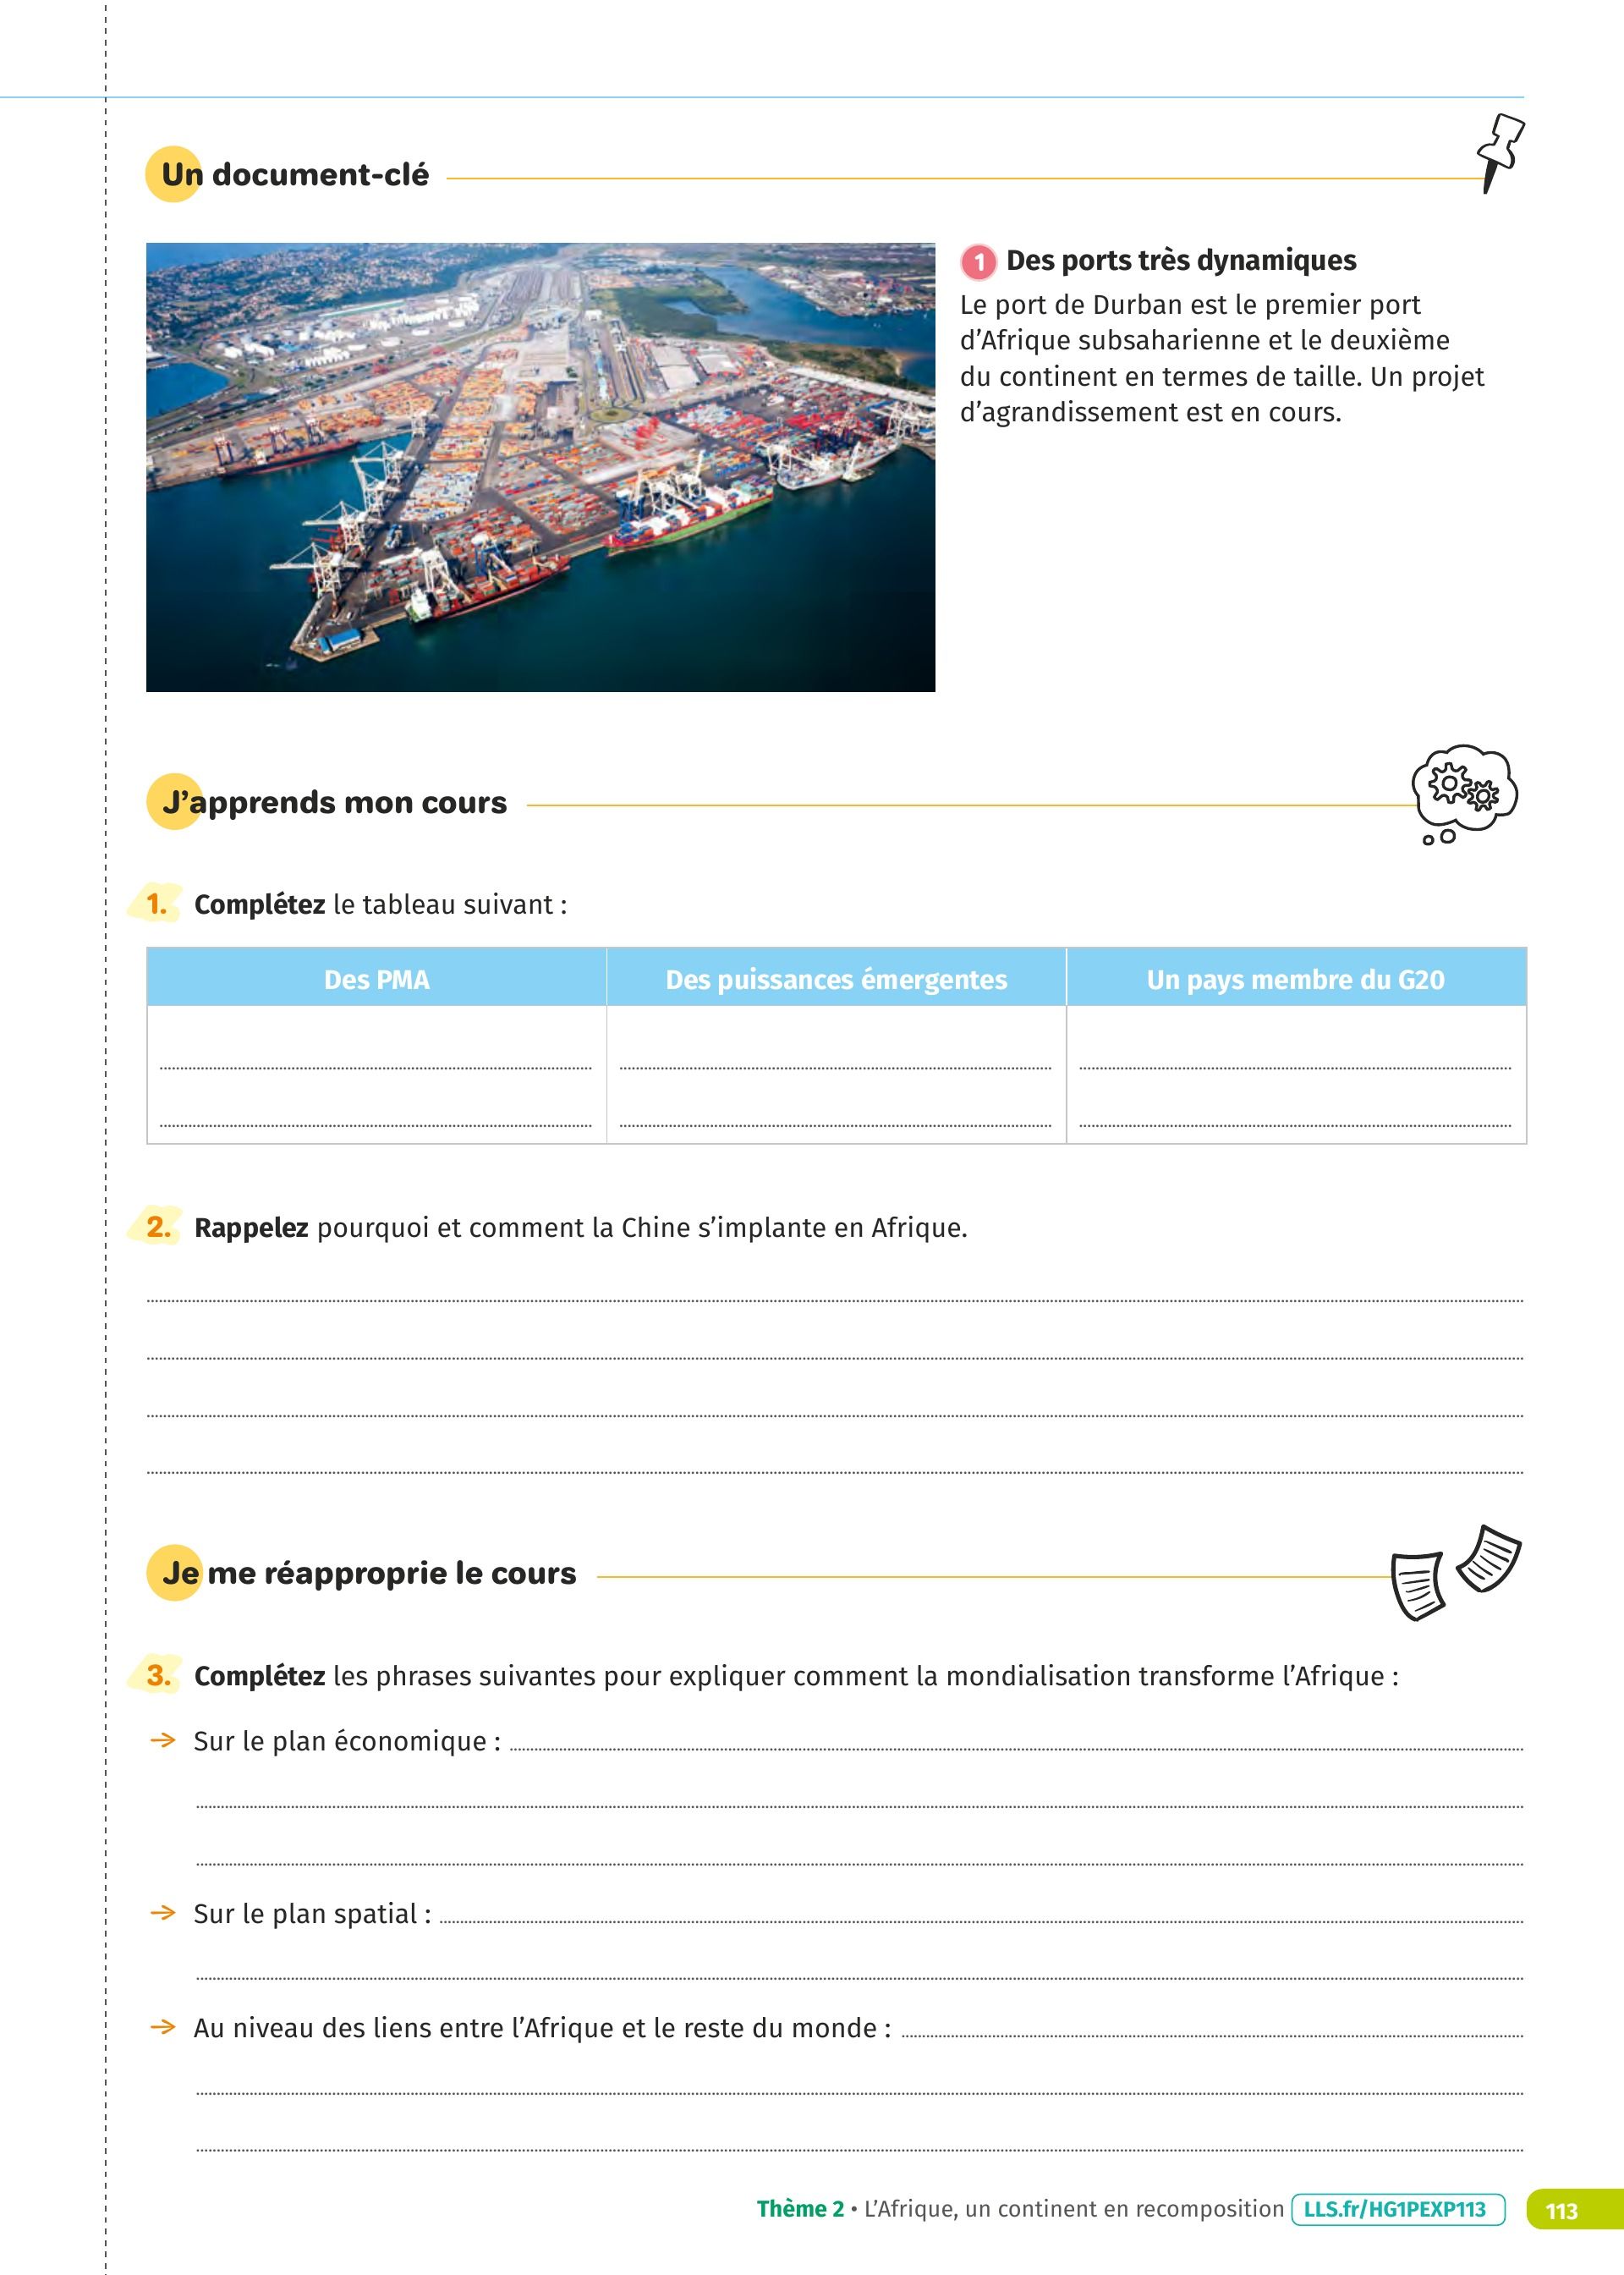 Un document-clé
1 Des ports très dynamiques
Le port de Durban est le premier port
d’Afrique subsaharienne et le deuxième
du continent en termes de taille. Un projet
d’agrandissement est en cours.
J’apprends mon cours
1. Complétez le tableau suivant :
Des PMA
Des puissances émergentes
Un pays membre du G20
2. Rappelez pourquoi et comment la Chine s’implante en Afrique.
Je me réapproprie le cours
3. Complétez les phrases suivantes pour expliquer comment la mondialisation transforme l’Afrique :
→ Sur le plan économique :
→ Sur le plan spatial :
→ Au niveau des liens entre l’Afrique et le reste du monde :
Thème 2 • L’Afrique, un continent en recomposition LLS.fr/HG1PEXP113 113